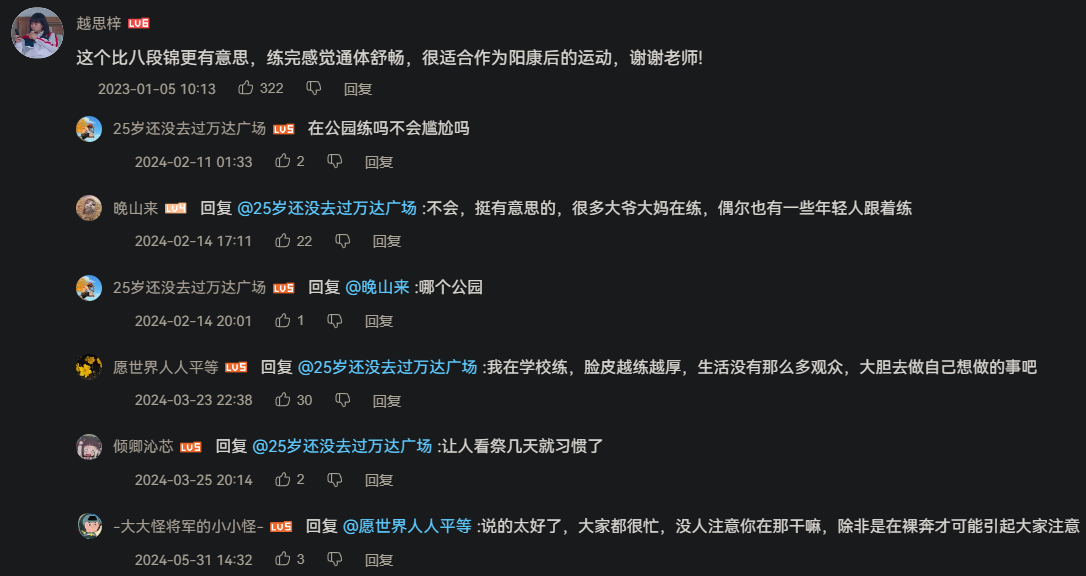 越思梓 LV6
这个比八段锦更有意思，练完感觉通体舒畅，很适合作为阳康后的运动，谢谢老师!
2023-01-05 10:13 322 回复
25岁还没去过万达广场 LV5 在公园练吗不会尴尬吗
2024-02-11 01:33 2 回复
晚山来 LV4 回复 @25岁还没去过万达广场 :不会，挺有意思的，很多大爷大妈在练，偶尔也有一些年轻人跟着练
2024-02-14 17:11 22 回复
25岁还没去过万达广场 LV5 回复 @晚山来 :哪个公园
2024-02-14 20:01 1 回复
愿世界人人平等 LV5 回复 @25岁还没去过万达广场 :我在学校练，脸皮越练越厚，生活没有那么多观众，大胆去做自己想做的事吧
2024-03-23 22:38 30 回复
倾卿沁芯 LV5 回复 @25岁还没去过万达广场 :让人看祭几天就习惯了
2024-03-25 20:14 2 回复
-大大怪将军的小小怪- LV5 回复 @愿世界人人平等 :说的太好了，大家都很忙，没人注意你在那干嘛，除非是在裸奔才可能引起大家注意
2024-05-31 14:32 3 回复